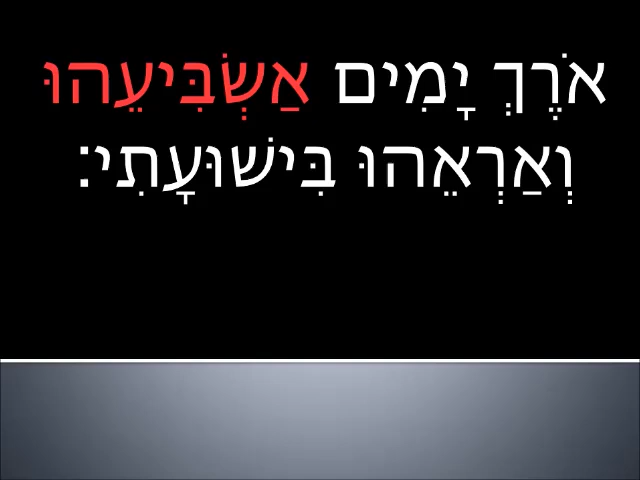 אֹרֶךְ יָמִים אַשְׂבִּיעֵהוּ
וְאַרְאֵהוּ בִּישׁוּעָתִי: